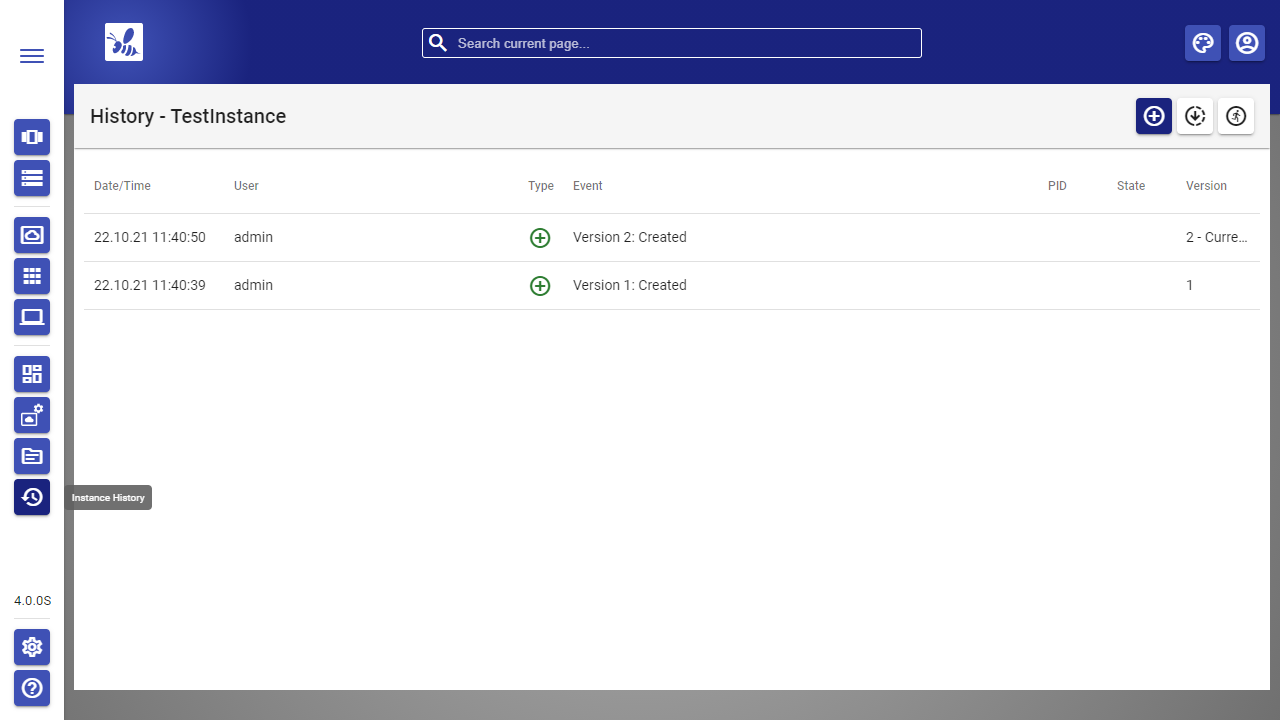 Search current page...
History - TestInstance
Date/Time User Type Event PID State Version
22.10.21 11:40:50 admin Version 2: Created 2 - Curre...
22.10.21 11:40:39 admin Version 1: Created 1
Instance History
4.0.0S